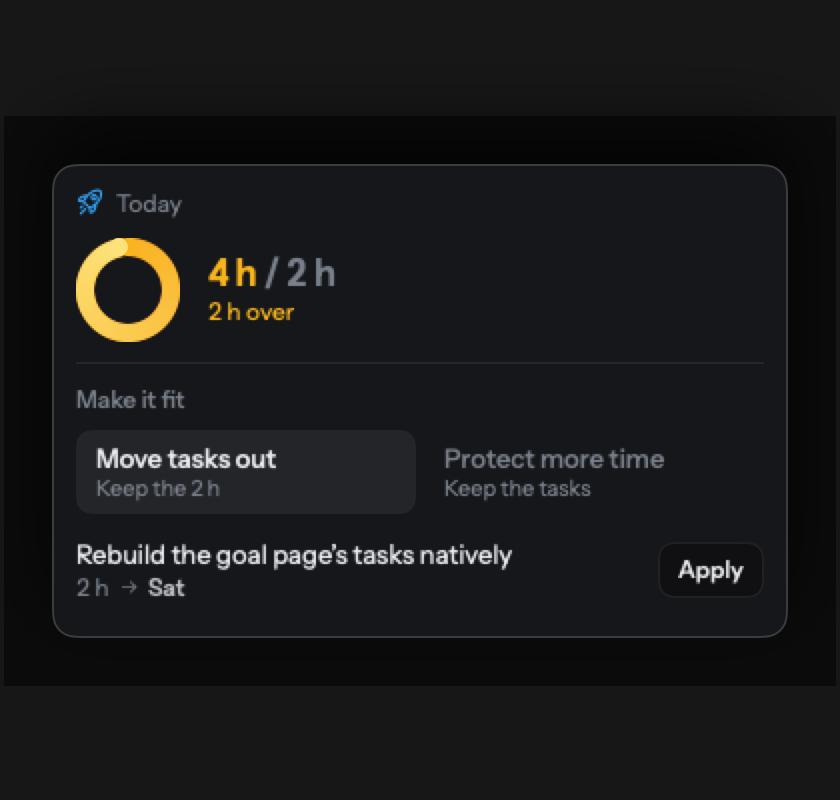 Today
4 h / 2 h
2 h over
Make it fit
Move tasks out
Keep the 2 h
Protect more time
Keep the tasks
Rebuild the goal page’s tasks natively
2 h → Sat
Apply